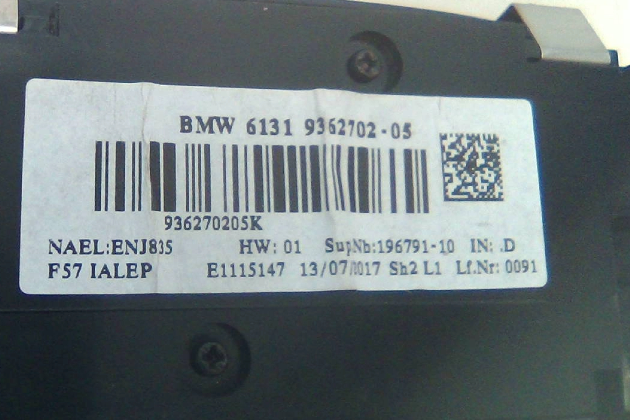 BMW 6131 9362702-05
936270205K
NAEL:ENJ835 HW: 01 SupNb:196791-10 IN: .D
F57 IALEP E1115147 13/07/2017 Sh2 L1 Lf.Nr: 0091